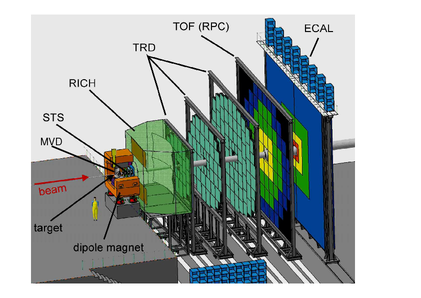 TOF (RPC)
ECAL
TRD
RICH
STS
MVD
beam
target
dipole magnet